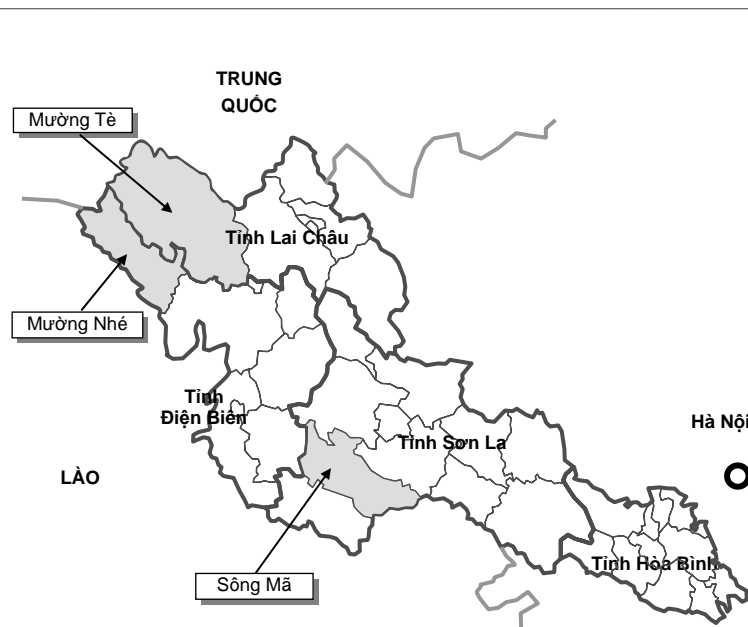 TRUNG
QUỐC
Mường Tè
Tỉnh Lai Châu
Mường Nhé
Tỉnh
Điện Biên
Hà Nội
Tỉnh Sơn La
LÀO
Tỉnh Hòa Bình
Sông Mã